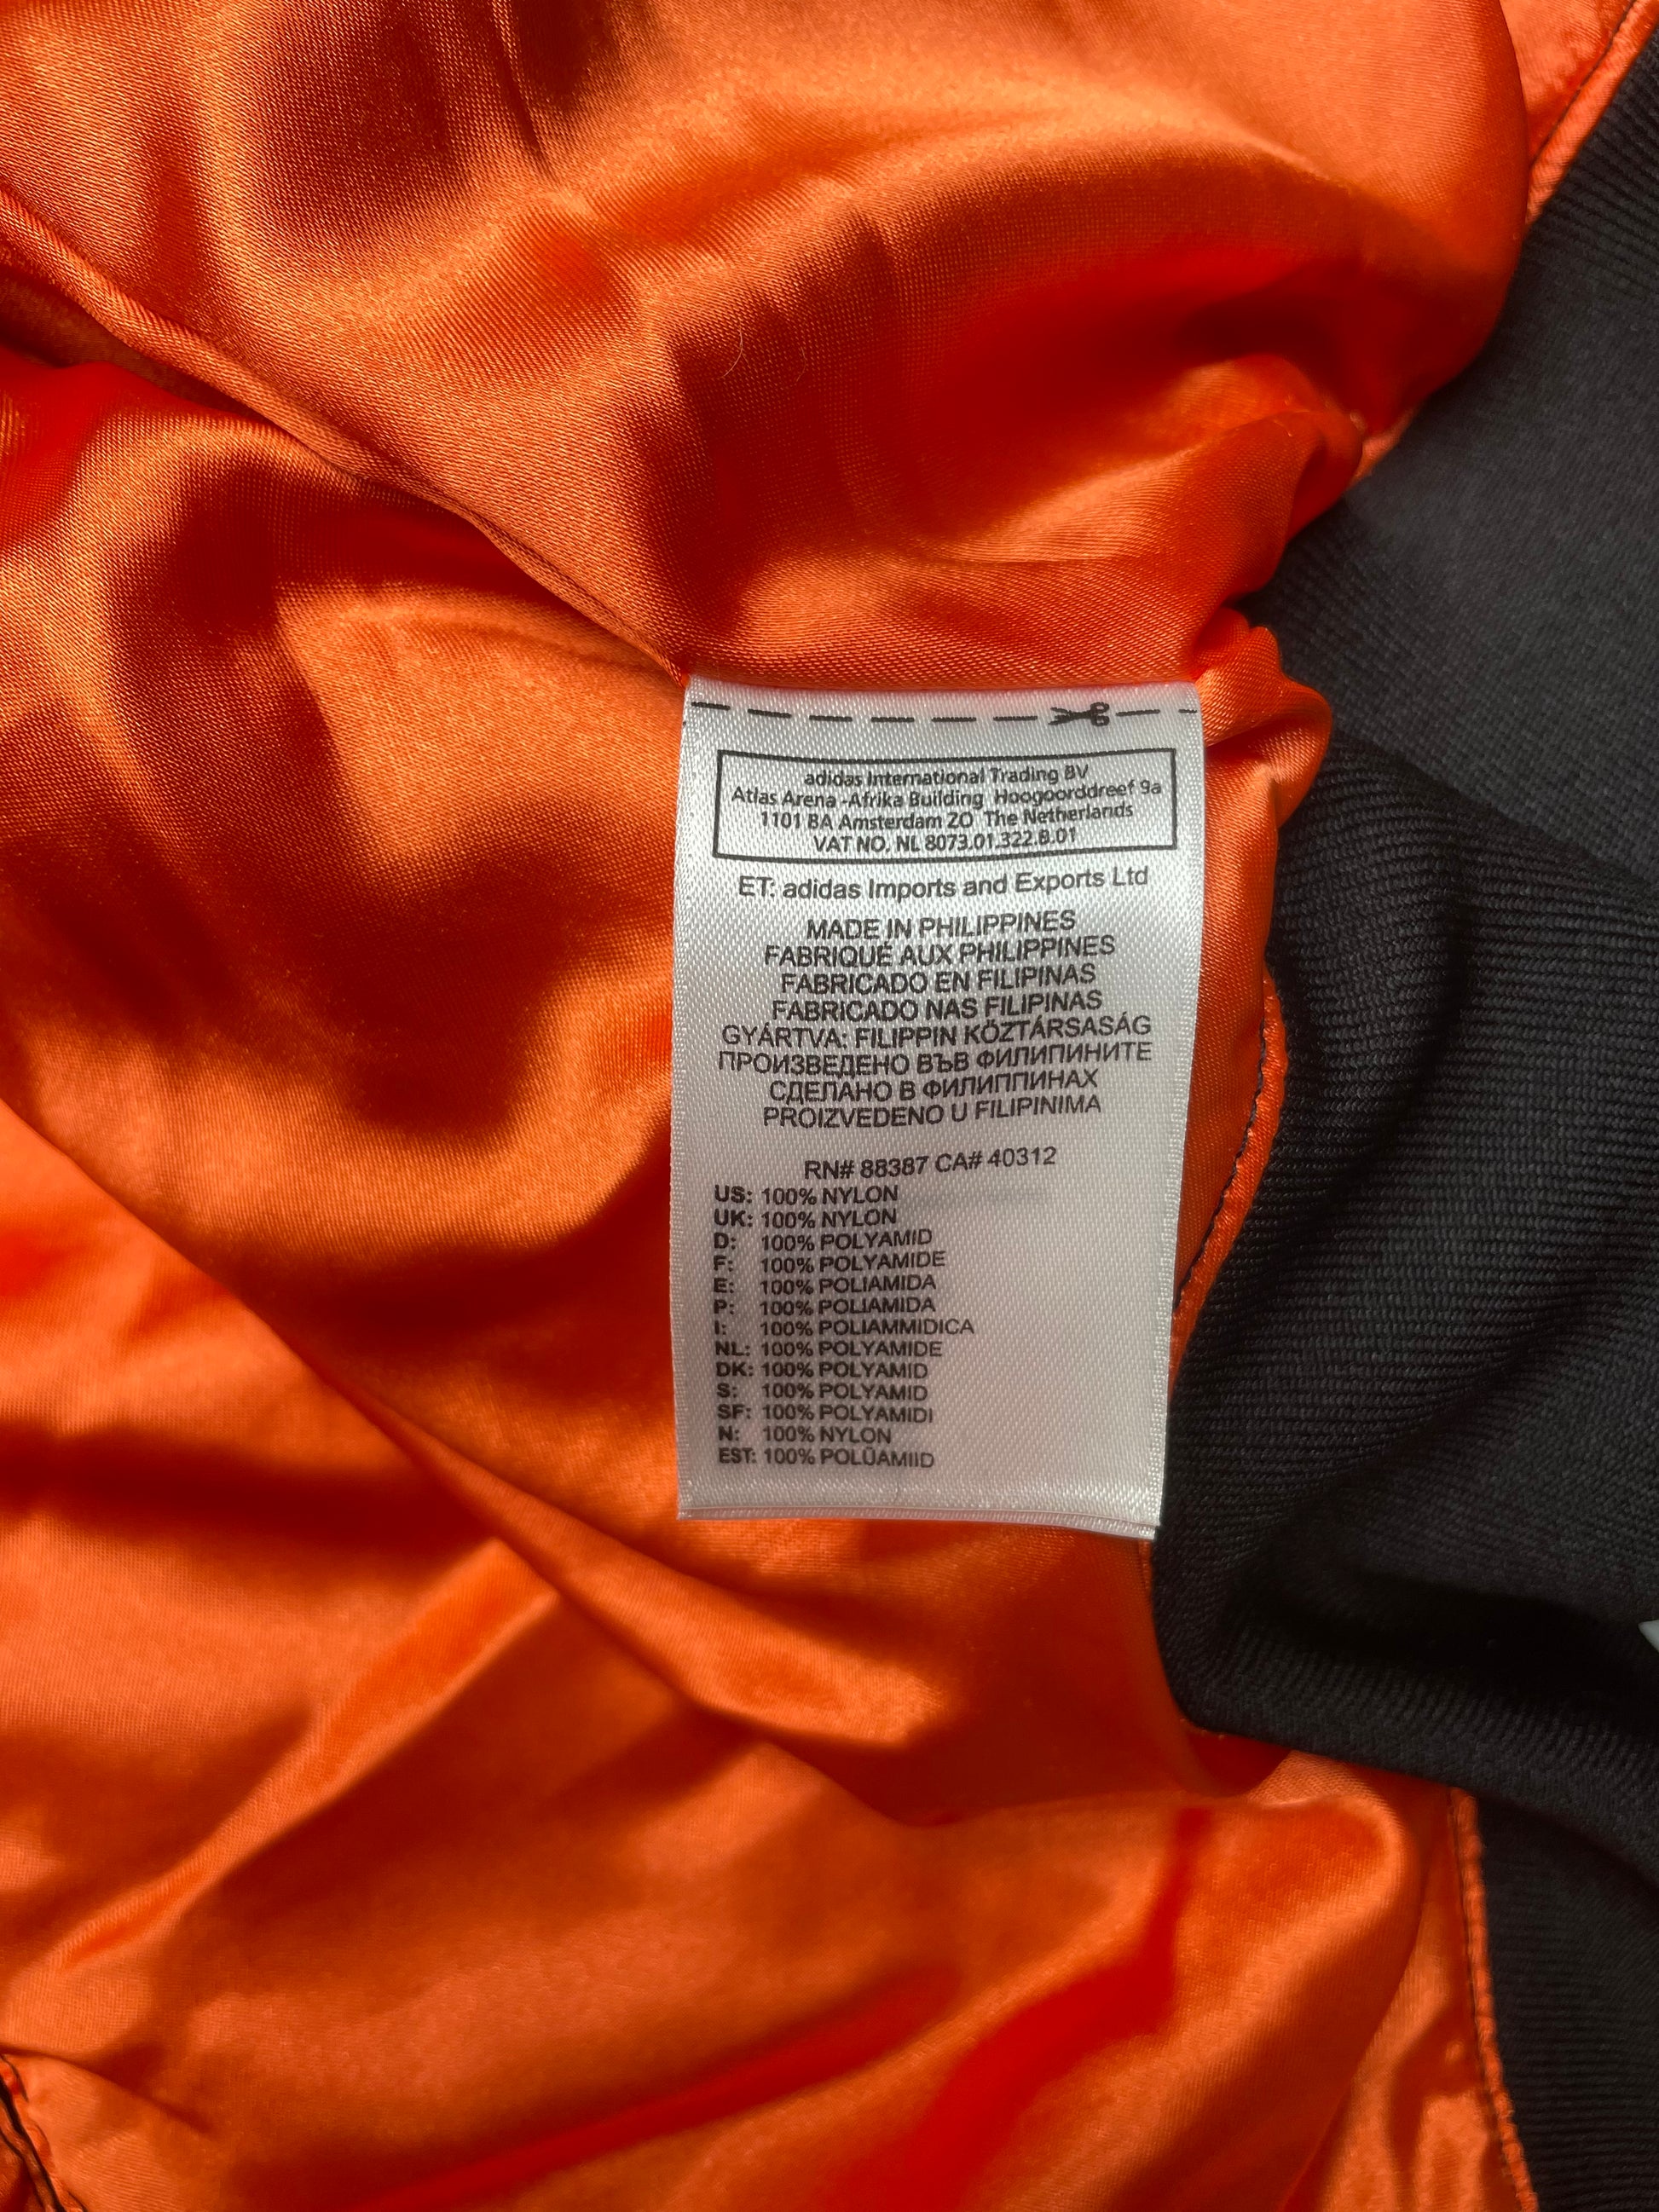 adidas International Trading BV
Atlas Arena -Afrika Building Hoogoorddreef 9a
1101 BA Amsterdam ZO The Netherlands
VAT NO. NL 8073.01.322.B.01
ET: adidas Imports and Exports Ltd
MADE IN PHILIPPINES
FABRIQUÉ AUX PHILIPPINES
FABRICADO EN FILIPINAS
FABRICADO NAS FILIPINAS
GYÁRTVA: FILIPPIN KÖZTÁRSASÁG
ПРОИЗВЕДЕНО ВЪВ ФИЛИПИНИТЕ
СДЕЛАНО В ФИЛИППИНАХ
PROIZVEDENO U FILIPINIMA
RN# 88387 CA# 40312
US: 100% NYLON
UK: 100% NYLON
D: 100% POLYAMID
F: 100% POLYAMIDE
E: 100% POLIAMIDA
P: 100% POLIAMIDA
I: 100% POLIAMMIDICA
NL: 100% POLYAMIDE
DK: 100% POLYAMID
S: 100% POLYAMID
SF: 100% POLYAMIDI
N: 100% NYLON
EST: 100% POLÜAMIID